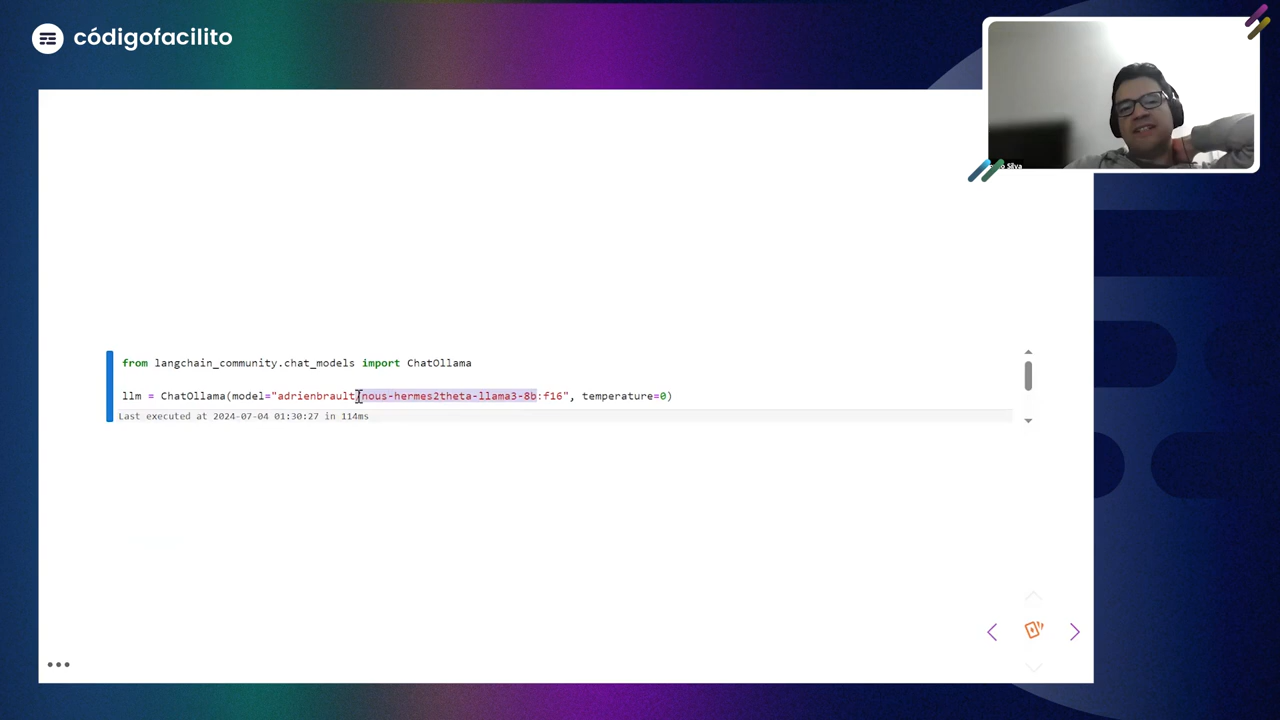 códigofacilito
Silva
from langchain_community.chat_models import ChatOllama
llm = ChatOllama(model="adrienbrault/nous-hermes2theta-llama3-8b:f16", temperature=0)
Last executed at 2024-07-04 01:30:27 in 114ms